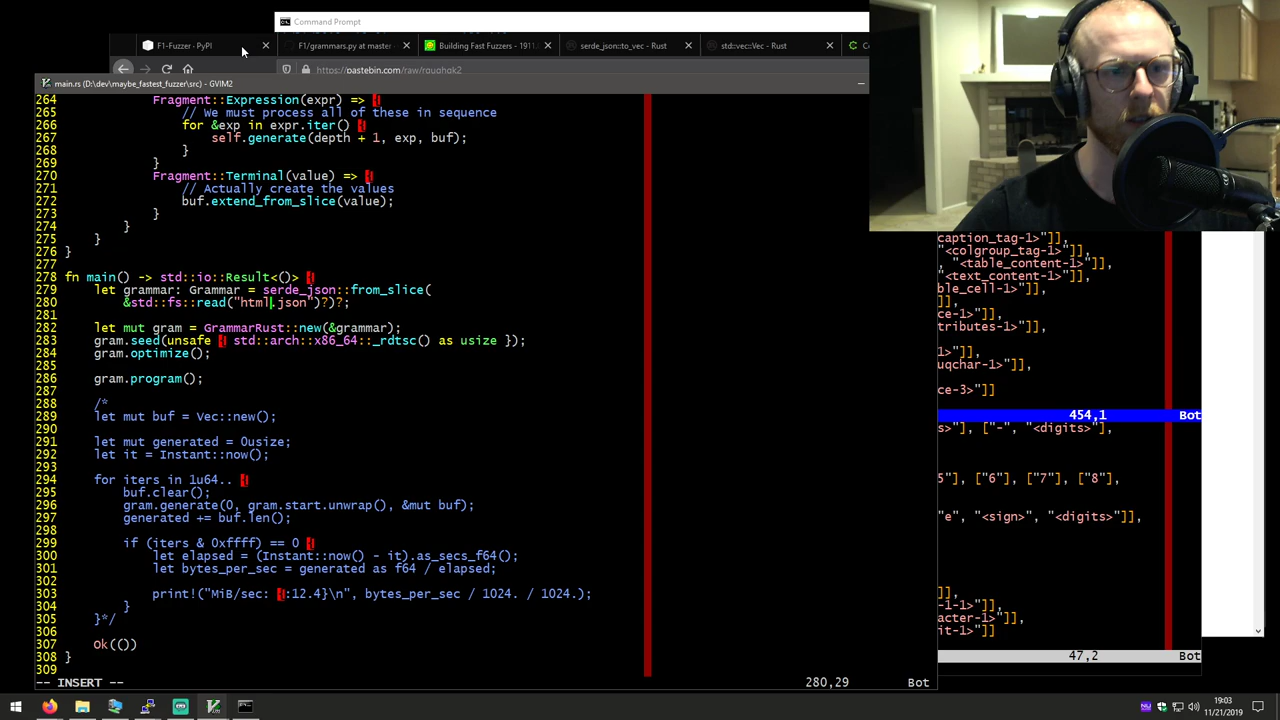 Command Prompt
F1-Fuzzer · PyPI
F1/grammars.py at master
Building Fast Fuzzers - 1911
serde_json::to_vec - Rust
std::vec::Vec - Rust
https://pastebin.com/raw/rgughgk2
main.rs (D:\dev\maybe_fastest_fuzzer\src) - GVIM2
264 Fragment::Expression(expr) => {
265 // We must process all of these in sequence
266 for &exp in expr.iter() {
267 self.generate(depth + 1, exp, buf);
268 }
269 }
270 Fragment::Terminal(value) => {
271 // Actually create the values
272 buf.extend_from_slice(value);
273 }
274 }
275 }
276 }
277
278 fn main() -> std::io::Result<()> {
279 let grammar: Grammar = serde_json::from_slice(
280 &std::fs::read("html.json")?)?;
281
282 let mut gram = GrammarRust::new(&grammar);
283 gram.seed(unsafe { std::arch::x86_64::_rdtsc() as usize });
284 gram.optimize();
285
286 gram.program();
287
288 /*
289 let mut buf = Vec::new();
290
291 let mut generated = 0usize;
292 let it = Instant::now();
293
294 for iters in 1u64.. {
295 buf.clear();
296 gram.generate(0, gram.start.unwrap(), &mut buf);
297 generated += buf.len();
298
299 if (iters & 0xffff) == 0 {
300 let elapsed = (Instant::now() - it).as_secs_f64();
301 let bytes_per_sec = generated as f64 / elapsed;
302
303 print!("MiB/sec: {:12.4}\n", bytes_per_sec / 1024. / 1024.);
304 }
305 }*/
306
307 Ok(())
308 }
309
-- INSERT --
280,29
Bot
caption_tag-1>"]],
"<colgroup_tag-1>"]],
, "<table_content-1>"]],
"<text_content-1>"]],
ble_cell-1>"]],
]],
ce-1>"]],
tributes-1>"]],
1>"]],
uqchar-1>"]],
ce-3>"]]
454,1
Bot
s>"], ["-", "<digits>"],
5"], ["6"], ["7"], ["8"],
"e", "<sign>", "<digits>"]],
]],
-1-1>"]],
acter-1>"]],
it-1>"]]
47,2
Bot
19:03
11/21/2019